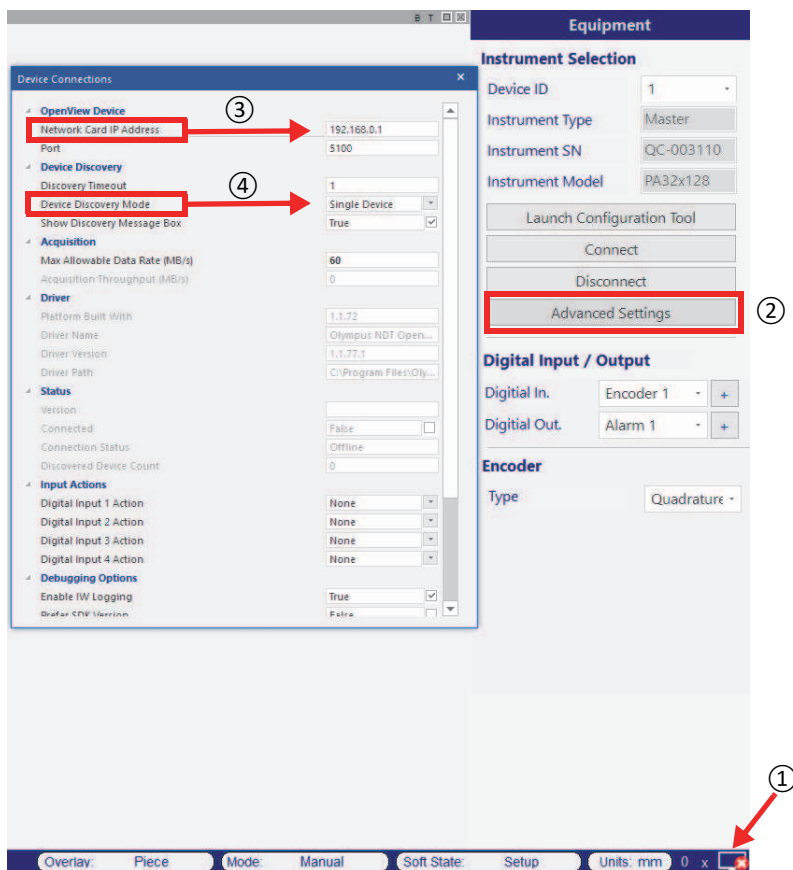 B T
Equipment
Instrument Selection
Device ID 1
Instrument Type Master
Instrument SN QC-003110
Instrument Model PA32x128
Launch Configuration Tool
Connect
Disconnect
Advanced Settings
②
Digital Input / Output
Digitial In. Encoder 1 +
Digitial Out. Alarm 1 +
Encoder
Type Quadrature
Device Connections ×
OpenView Device
③
Network Card IP Address 192.168.0.1
Port 5100
Device Discovery
④
Discovery Timeout 1
Device Discovery Mode Single Device
Show Discovery Message Box True
Acquisition
Max Allowable Data Rate (MB/s) 60
Acquisition Throughput (MB/s) 0
Driver
Platform Built With 1.1.72
Driver Name Olympus NDT Open...
Driver Version 1.1.77.1
Driver Path C:\Program Files\Oly...
Status
Version
Connected False
Connection Status Offline
Discovered Device Count 0
Input Actions
Digital Input 1 Action None
Digital Input 2 Action None
Digital Input 3 Action None
Digital Input 4 Action None
Debugging Options
Enable IW Logging True
Prefer SDK Version False
①
Overlay: Piece Mode: Manual Soft State: Setup Units: mm 0 x